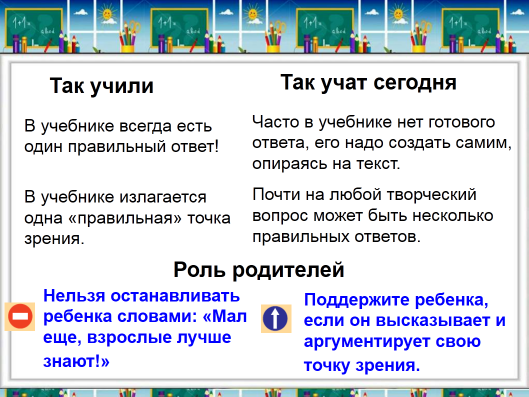 Так учили
Так учат сегодня
В учебнике всегда есть
один правильный ответ!
Часто в учебнике нет готового
ответа, его надо создать самим,
опираясь на текст.
В учебнике излагается
одна «правильная» точка
зрения.
Почти на любой творческий
вопрос может быть несколько
правильных ответов.
Роль родителей
Нельзя останавливать
ребенка словами: «Мал
еще, взрослые лучше
знают!»
Поддержите ребенка,
если он высказывает и
аргументирует свою
точку зрения.